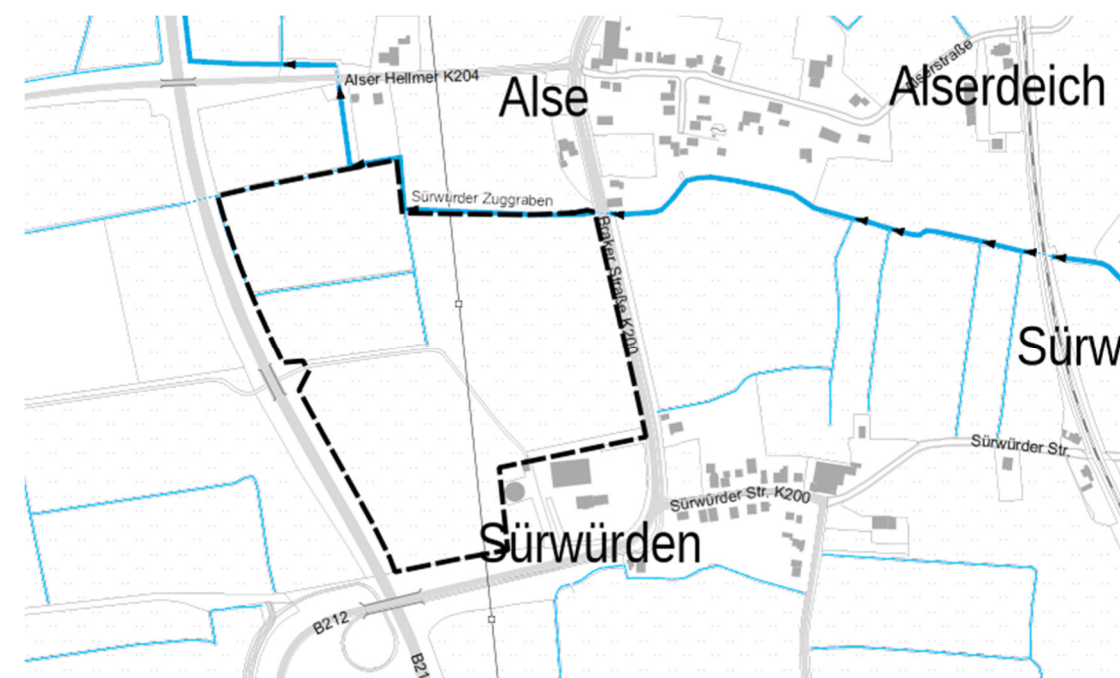 Alser Hellmer K204
Alse
Alserstraße
Alserdeich
Sürwürder Zuggraben
Braker Straße K200
Sürw
Sürwürder Str.
Sürwürder Str. K200
Sürwürden
B212
B21